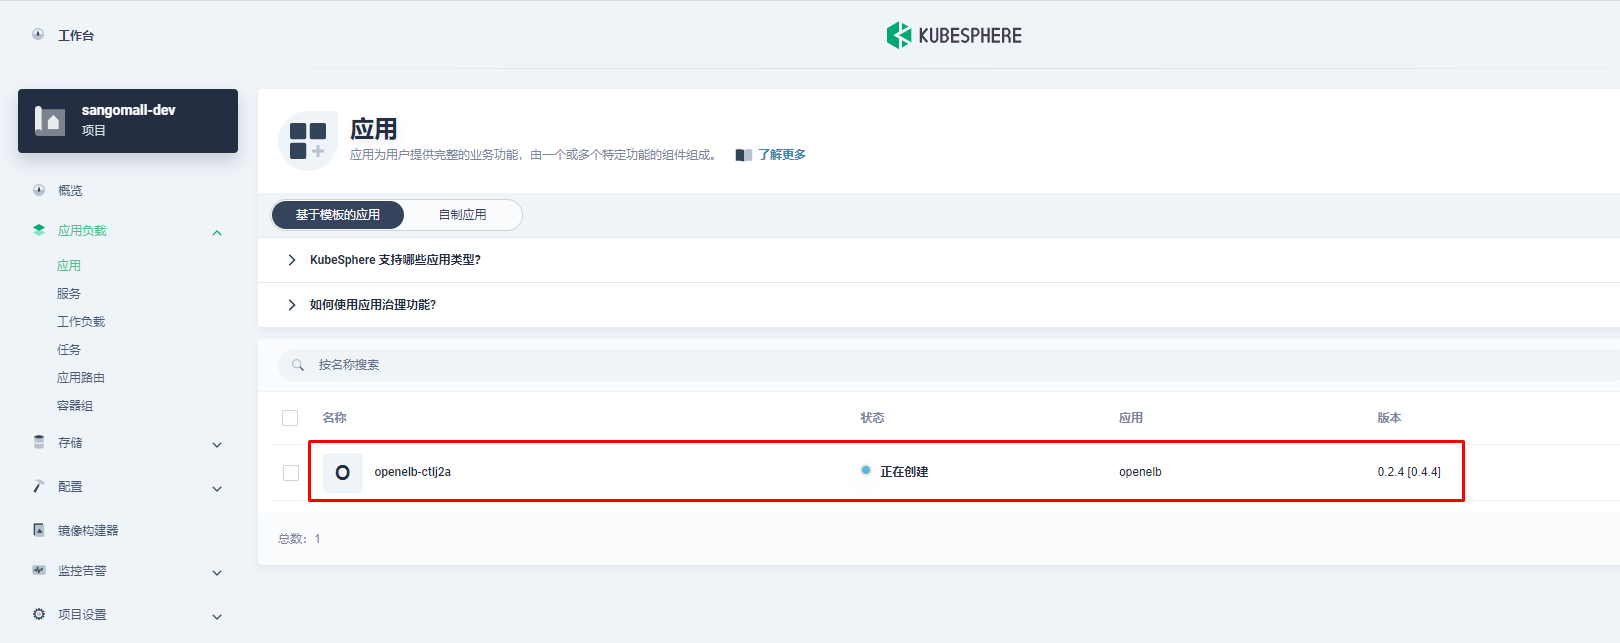 工作台
KUBESPHERE
sangomall-dev
项目
概览
应用负载
应用
服务
工作负载
任务
应用路由
容器组
存储
配置
镜像构建器
监控告警
项目设置
应用
应用为用户提供完整的业务功能，由一个或多个特定功能的组件组成。 了解更多
基于模板的应用 自制应用
KubeSphere 支持哪些应用类型?
如何使用应用治理功能?
按名称搜索
名称 状态 应用 版本
O openelb-ctlj2a 正在创建 openelb 0.2.4 [0.4.4]
总数：1